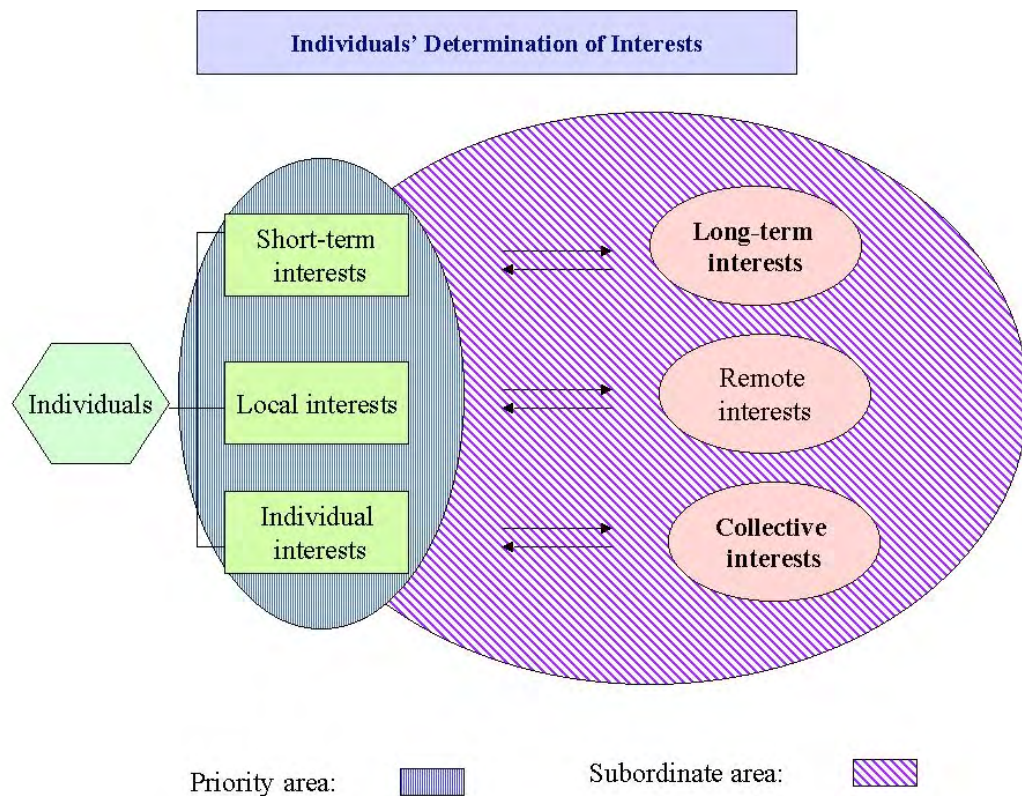 Individuals’ Determination of Interests
Short-term
interests
Long-term
interests
Individuals
Local interests
Remote
interests
Individual
interests
Collective
interests
Priority area:
Subordinate area: